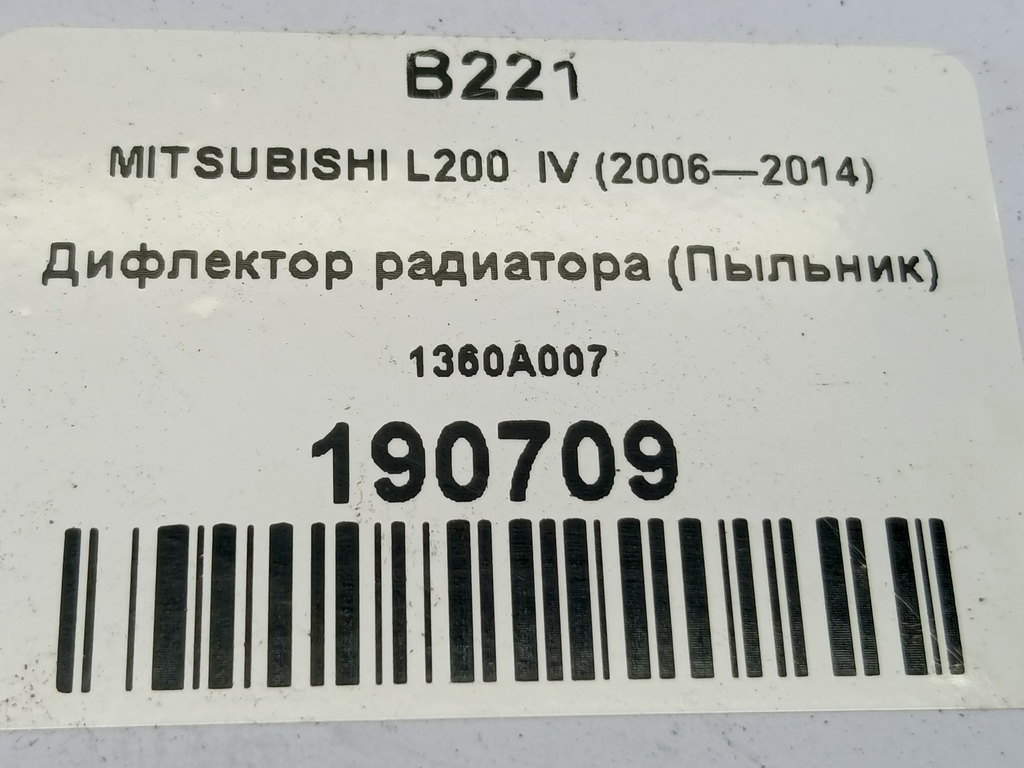 B221
MITSUBISHI L200 IV (2006—2014)
Дифлектор радиатора (Пыльник)
1360A007
190709